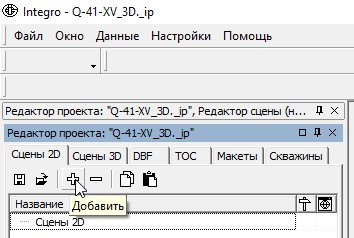 Integro - Q-41-XV_3D._ip
Файл Окно Данные Настройки Помощь
Редактор проекта: "Q-41-XV_3D._ip", Редактор сцены (н...
Редактор проекта: "Q-41-XV_3D._ip"
Сцены 2D Сцены 3D DBF TOC Макеты Скважины
Добавить
Название
Сцены 2D